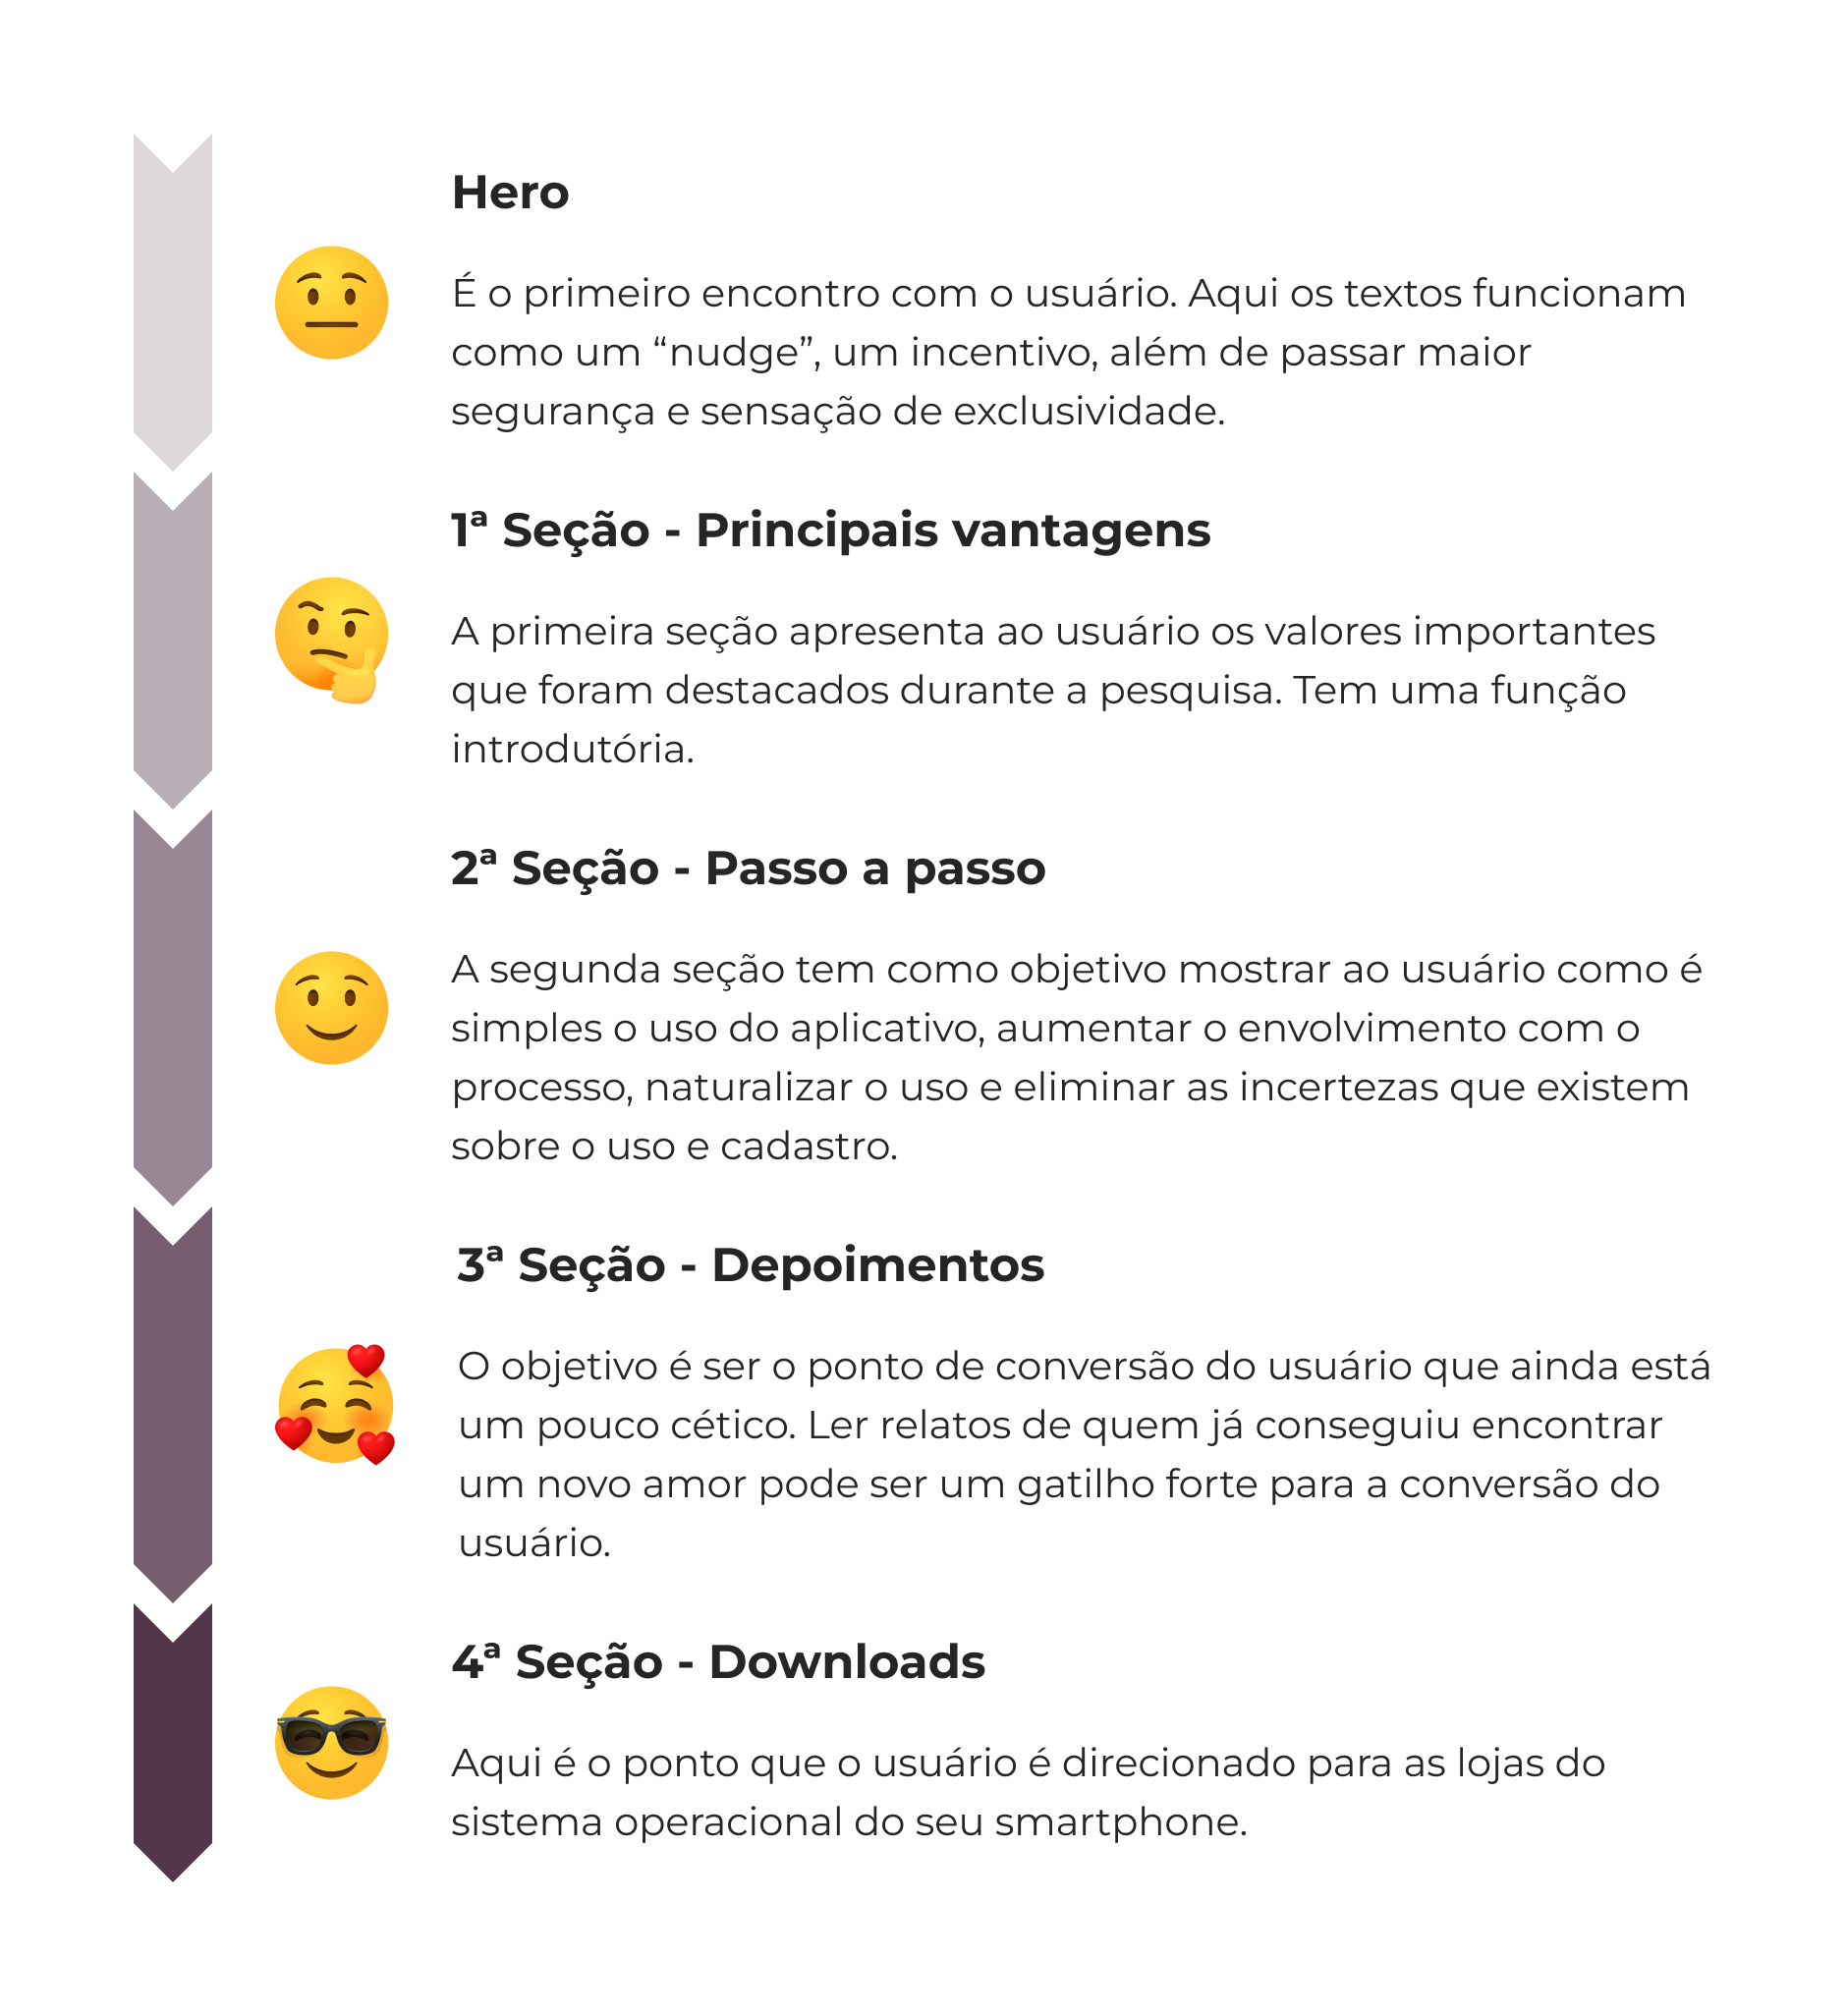 Hero
É o primeiro encontro com o usuário. Aqui os textos funcionam
como um “nudge”, um incentivo, além de passar maior
segurança e sensação de exclusividade.
1ª Seção - Principais vantagens
A primeira seção apresenta ao usuário os valores importantes
que foram destacados durante a pesquisa. Tem uma função
introdutória.
2ª Seção - Passo a passo
A segunda seção tem como objetivo mostrar ao usuário como é
simples o uso do aplicativo, aumentar o envolvimento com o
processo, naturalizar o uso e eliminar as incertezas que existem
sobre o uso e cadastro.
3ª Seção - Depoimentos
O objetivo é ser o ponto de conversão do usuário que ainda está
um pouco cético. Ler relatos de quem já conseguiu encontrar
um novo amor pode ser um gatilho forte para a conversão do
usuário.
4ª Seção - Downloads
Aqui é o ponto que o usuário é direcionado para as lojas do
sistema operacional do seu smartphone.